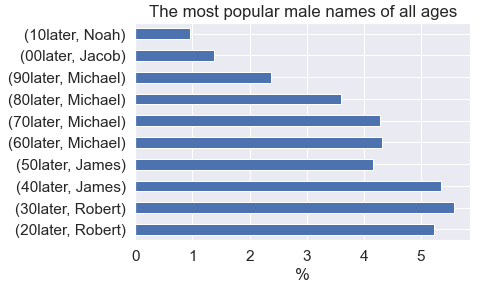 The most popular male names of all ages
(10later, Noah)
(00later, Jacob)
(90later, Michael)
(80later, Michael)
(70later, Michael)
(60later, Michael)
(50later, James)
(40later, James)
(30later, Robert)
(20later, Robert)
0 1 2 3 4 5
%